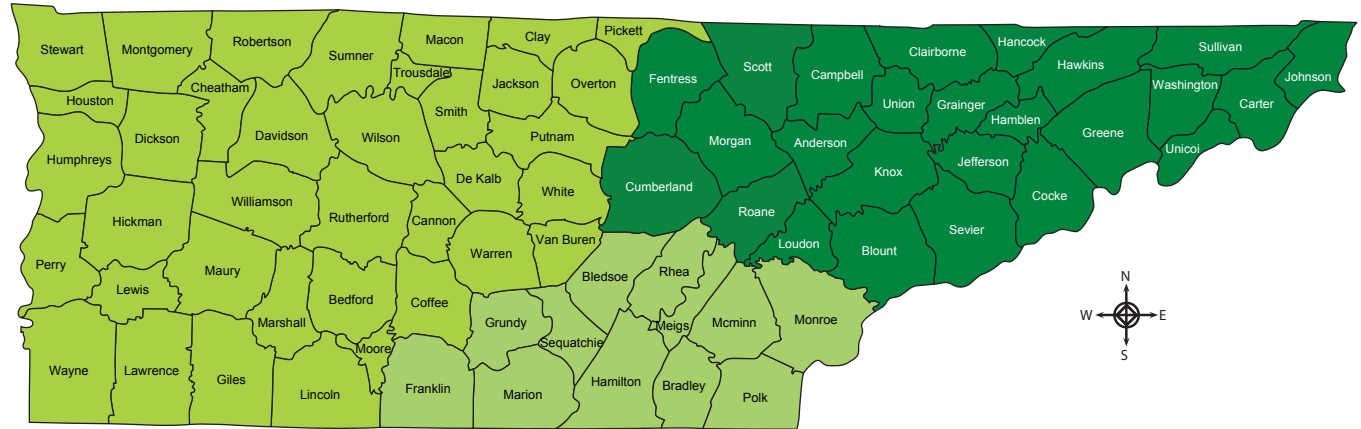 Stewart
Montgomery
Robertson
Sumner
Macon
Clay
Pickett
Trousdale
Jackson
Overton
Fentress
Scott
Campbell
Clairborne
Hancock
Hawkins
Sullivan
Johnson
Houston
Cheatham
Smith
Union
Grainger
Washington
Carter
Dickson
Davidson
Wilson
Putnam
Morgan
Anderson
Hamblen
Greene
Unicoi
Humphreys
De Kalb
White
Cumberland
Knox
Jefferson
Cocke
Hickman
Williamson
Rutherford
Cannon
Roane
Sevier
Perry
Maury
Warren
Van Buren
Loudon
Blount
Lewis
Bedford
Coffee
Bledsoe
Rhea
Marshall
Grundy
Sequatchie
Meigs
Mcminn
Monroe
Moore
Wayne
Lawrence
Giles
Lincoln
Franklin
Marion
Hamilton
Bradley
Polk
N
W
E
S